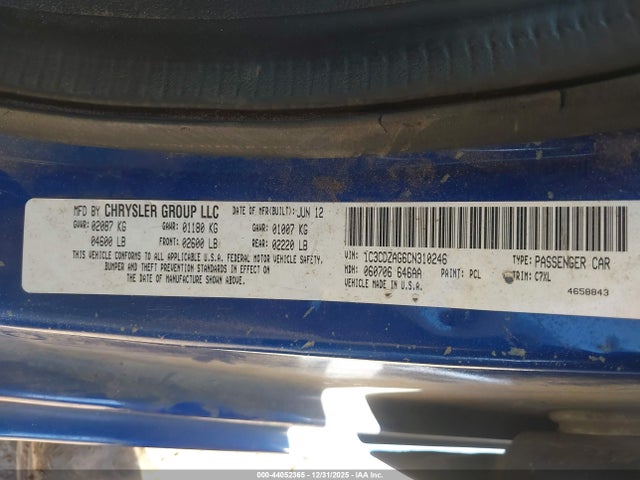 MFD BY CHRYSLER GROUP LLC DATE OF MFR(BUILT): JUN 12
GVWR: 02087 KG GAWR: 01180 KG GAWR: 01007 KG
04600 LB FRONT: 02600 LB REAR: 02220 LB
THIS VEHICLE CONFORMS TO ALL APPLICABLE U.S.A. FEDERAL MOTOR VEHICLE SAFETY,
BUMPER AND THEFT PREVENTION STANDARDS IN EFFECT ON
THE DATE OF MANUFACTURE SHOWN ABOVE.
VIN: 1C3CDZAG6CN310246 TYPE: PASSENGER CAR
MDH: 060706 646AA PAINT: PCL TRIM: C7XL
VEHICLE MADE IN U.S.A.
4658843
000-44052365 - 12/31/2025 - IAAI.COM